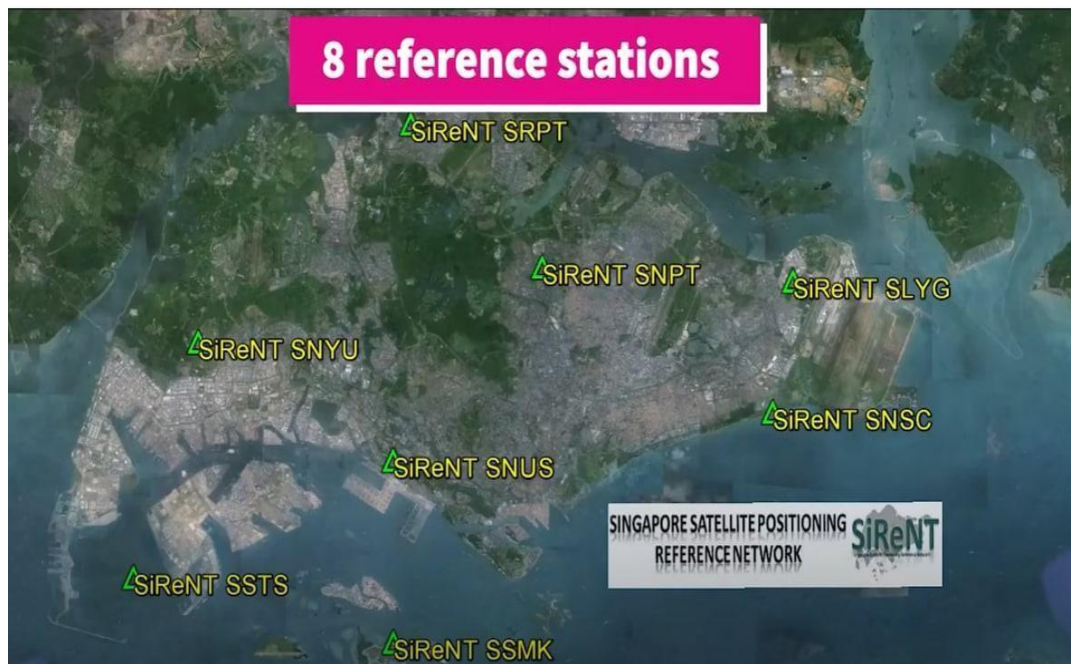 8 reference stations
SiReNT SRPT
SiReNT SNPT
SiReNT SLYG
SiReNT SNYU
SiReNT SNSC
SiReNT SNUS
SINGAPORE SATELLITE POSITIONING
REFERENCE NETWORK
SiReNT
SiReNT SSTS
SiReNT SSMK